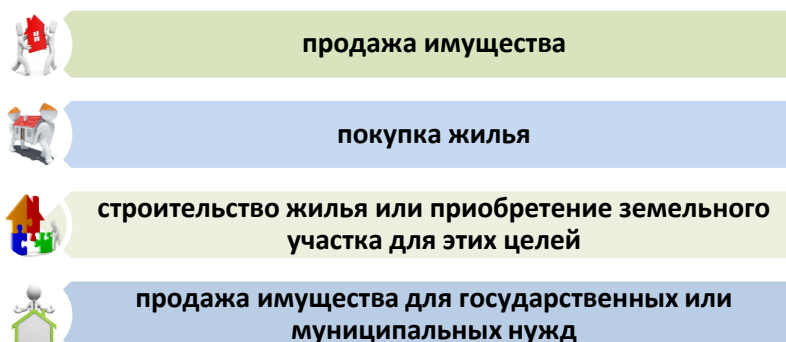 продажа имущества
покупка жилья
строительство жилья или приобретение земельного
участка для этих целей
продажа имущества для государственных или
муниципальных нужд